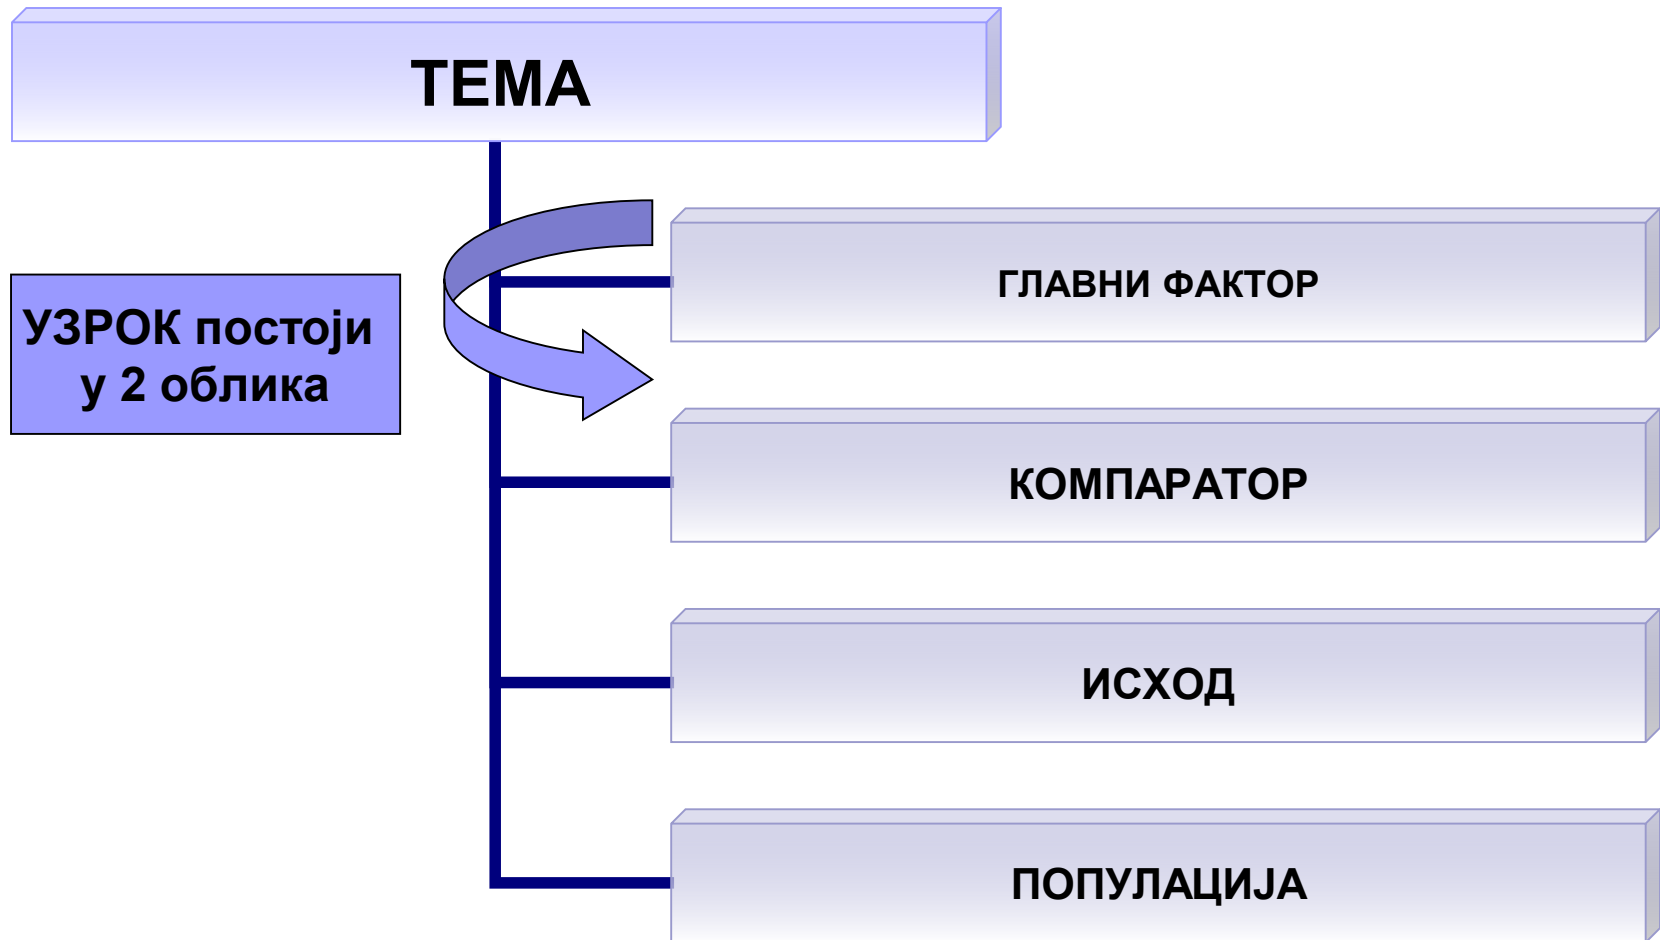 ТЕМА
ГЛАВНИ ФАКТОР
УЗРОК постоји
у 2 облика
КОМПАРАТОР
ИСХОД
ПОПУЛАЦИЈА